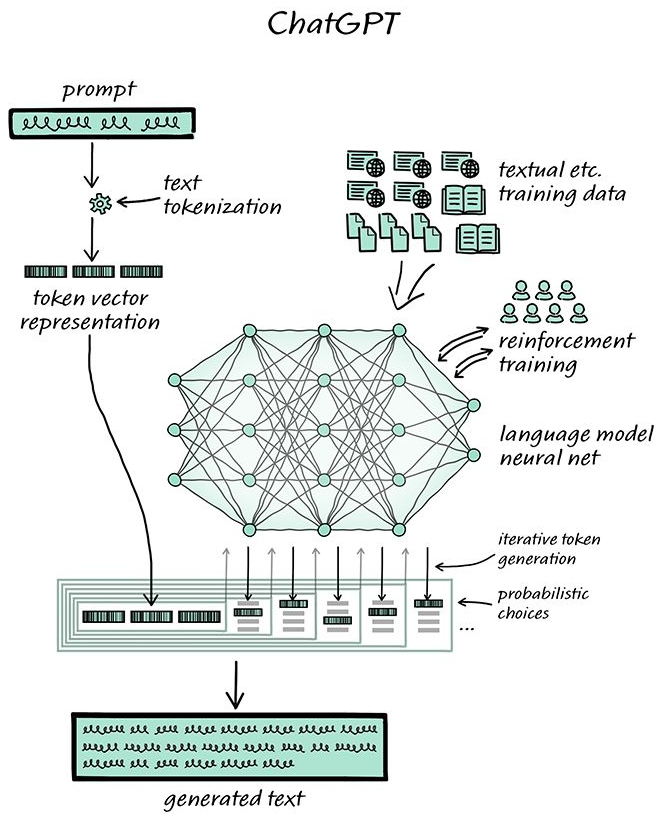 ChatGPT
prompt
text
tokenization
token vector
representation
textual etc.
training data
reinforcement
training
language model
neural net
iterative token
generation
probabilistic
choices
...
generated text